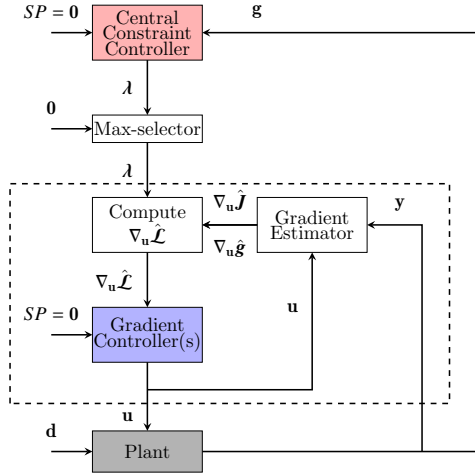 SP = 0
Central
Constraint
Controller
g
λ
0
Max-selector
λ
Compute
∇ᵤℒ̂
∇ᵤĴ
∇ᵤĝ
Gradient
Estimator
y
∇ᵤℒ̂
SP = 0
Gradient
Controller(s)
u
u
d
Plant